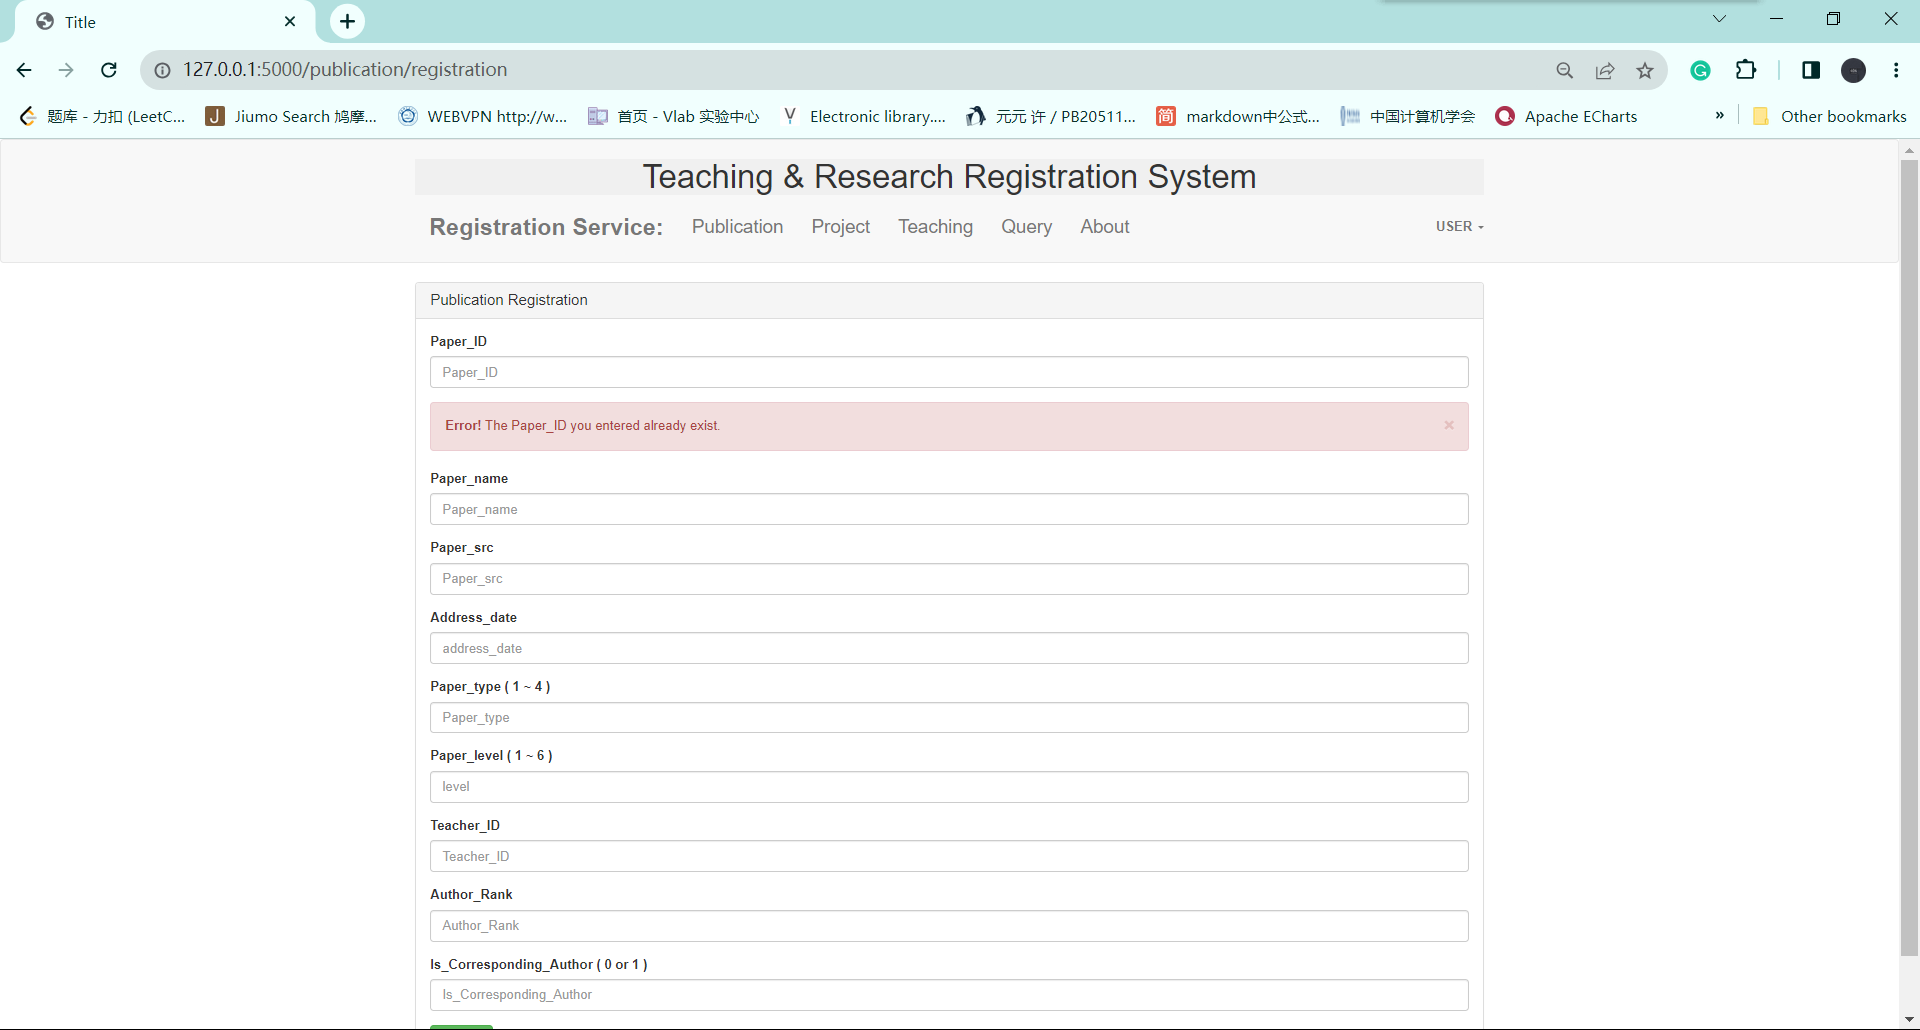 Title
127.0.0.1:5000/publication/registration
题库 - 力扣 (LeetC... Jiumo Search 鸠摩... WEBVPN http://w... 首页 - Vlab 实验中心 Electronic library.... 元元 许 / PB20511... markdown中公式... 中国计算机学会 Apache ECharts » Other bookmarks
Teaching & Research Registration System
Registration Service: Publication Project Teaching Query About USER
Publication Registration
Paper_ID
Paper_ID
Error! The Paper_ID you entered already exist. ×
Paper_name
Paper_name
Paper_src
Paper_src
Address_date
address_date
Paper_type ( 1 ~ 4 )
Paper_type
Paper_level ( 1 ~ 6 )
level
Teacher_ID
Teacher_ID
Author_Rank
Author_Rank
Is_Corresponding_Author ( 0 or 1 )
Is_Corresponding_Author